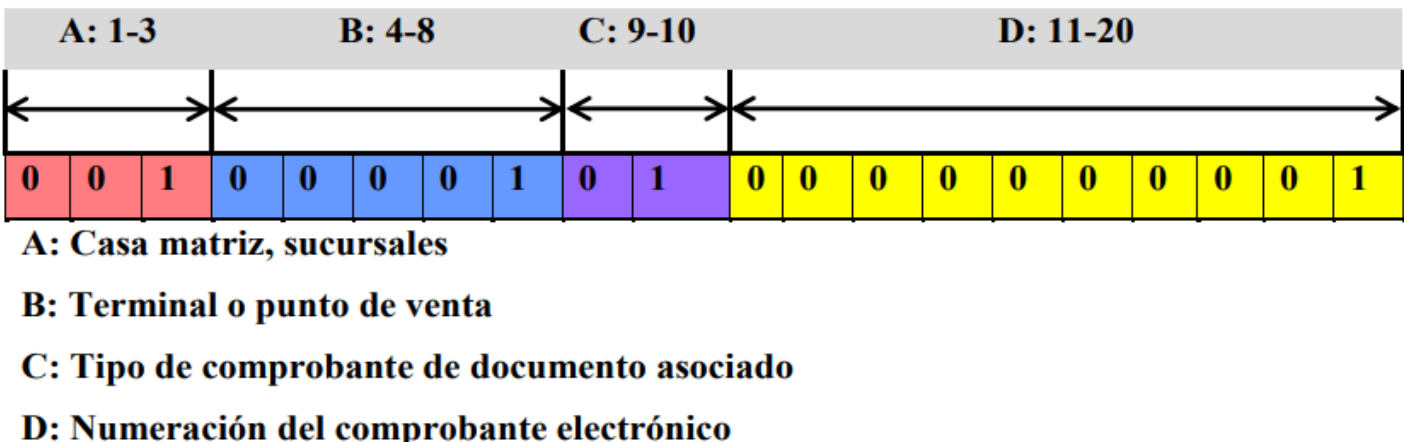 A: 1-3 B: 4-8 C: 9-10 D: 11-20
0 0 1 0 0 0 0 1 0 1 0 0 0 0 0 0 0 0 0 1
A: Casa matriz, sucursales
B: Terminal o punto de venta
C: Tipo de comprobante de documento asociado
D: Numeración del comprobante electrónico